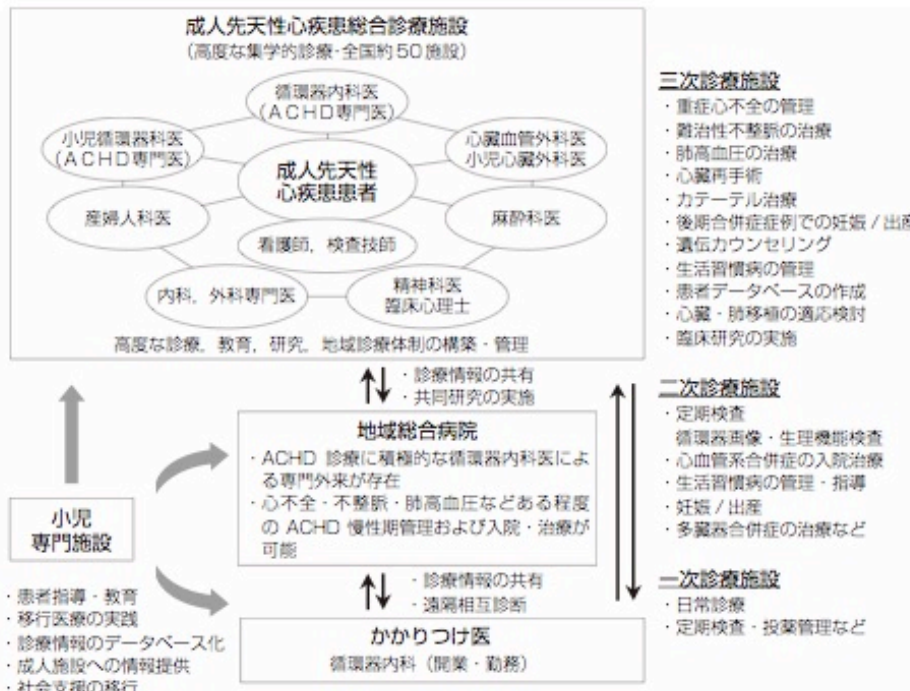 成人先天性心疾患総合診療施設
(高度な集学的診療・全国約50施設)
循環器内科医
(ACHD専門医)
小児循環器科医
(ACHD専門医)
心臓血管外科医
小児心臓外科医
成人先天性
心疾患患者
産婦人科医
麻酔科医
看護師,検査技師
内科,外科専門医
精神科医
臨床心理士
高度な診療,教育,研究,地域診療体制の構築・管理
三次診療施設
・重症心不全の管理
・難治性不整脈の治療
・肺高血圧の治療
・心臓再手術
・カテーテル治療
・後期合併症症例での妊娠/出産
・遺伝カウンセリング
・生活習慣病の管理
・患者データベースの作成
・心臓・肺移植の適応検討
・臨床研究の実施
・診療情報の共有
・共同研究の実施
地域総合病院
・ACHD 診療に積極的な循環器内科医によ
る専門外来が存在
・心不全・不整脈・肺高血圧などある程度
の ACHD 慢性期管理および入院・治療が
可能
二次診療施設
・定期検査
循環器画像・生理機能検査
・心血管系合併症の入院治療
・生活習慣病の管理・指導
・妊娠/出産
・多臓器合併症の治療など
小児
専門施設
・患者指導・教育
・移行医療の実践
・診療情報のデータベース化
・成人施設への情報提供
・社会支援の移行
・診療情報の共有
・遠隔相互診断
かかりつけ医
循環器内科(開業・勤務)
一次診療施設
・日常診療
・定期検査・投薬管理など